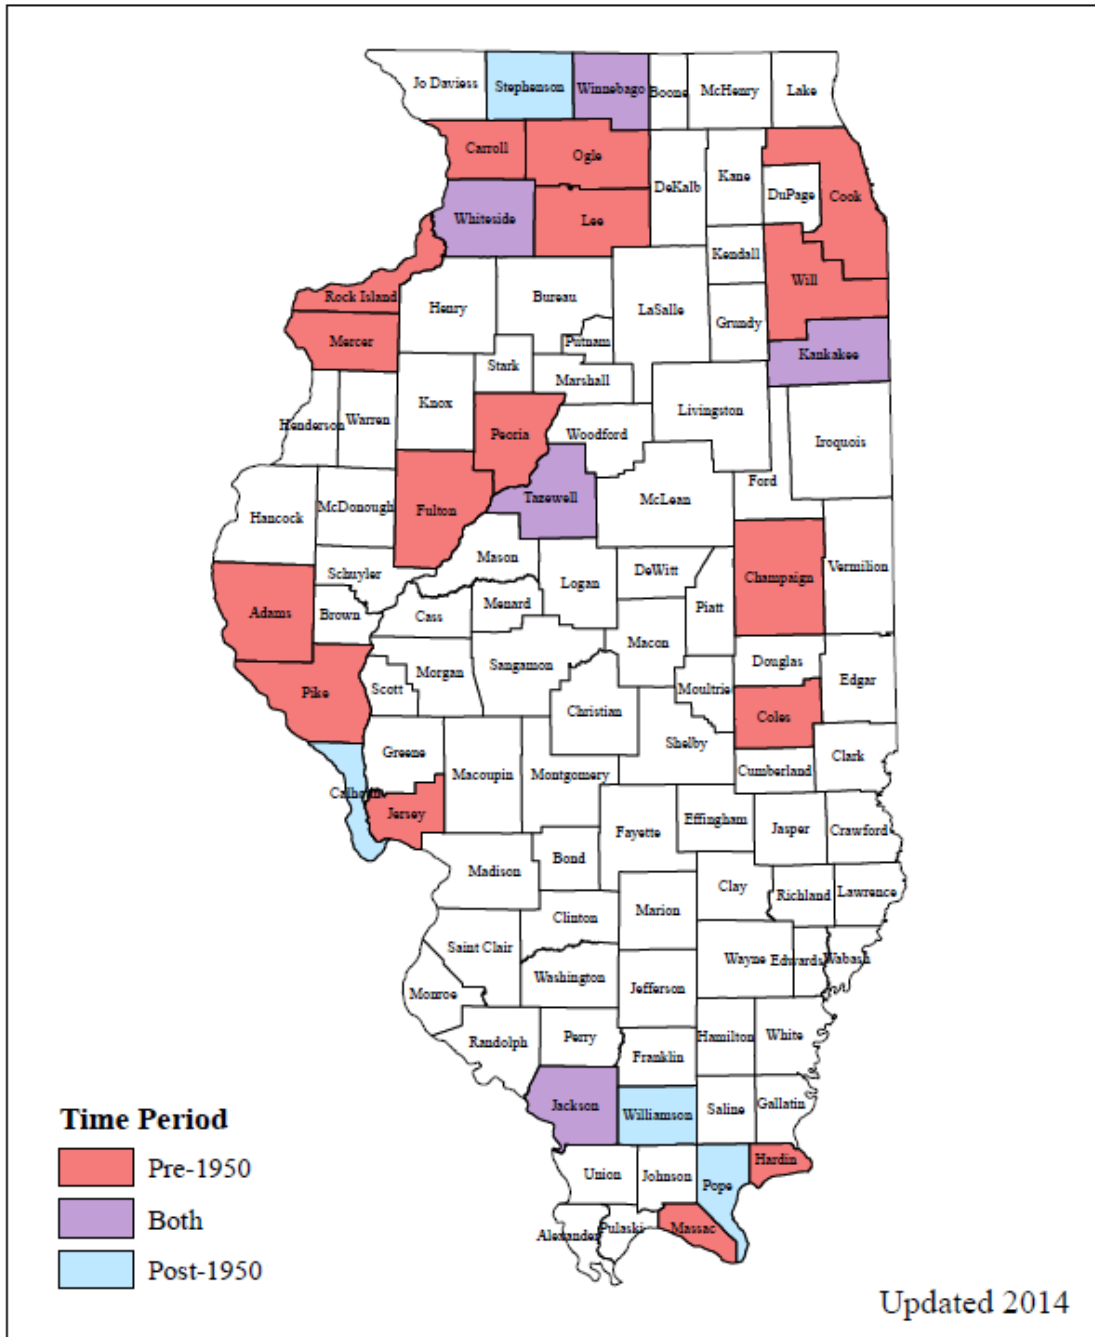 Jo Daviess
Stephenson
Winnebago
Boone
McHenry
Lake
Carroll
Ogle
DeKalb
Kane
DuPage
Cook
Whiteside
Lee
Kendall
Will
Rock Island
Henry
Bureau
LaSalle
Grundy
Mercer
Putnam
Kankakee
Stark
Marshall
Henderson
Warren
Knox
Peoria
Woodford
Livingston
Iroquois
Hancock
McDonough
Fulton
Tazewell
McLean
Ford
Schuyler
Mason
Logan
DeWitt
Champaign
Vermilion
Adams
Brown
Cass
Menard
Piatt
Macon
Pike
Scott
Morgan
Sangamon
Christian
Moultrie
Douglas
Edgar
Coles
Shelby
Greene
Macoupin
Montgomery
Cumberland
Clark
Calhoun
Jersey
Fayette
Effingham
Jasper
Crawford
Madison
Bond
Clay
Richland
Lawrence
Clinton
Marion
Saint Clair
Washington
Wayne
Edwards
Wabash
Monroe
Jefferson
Randolph
Perry
Hamilton
White
Franklin
Jackson
Williamson
Saline
Gallatin
Union
Johnson
Pope
Hardin
Alexander
Pulaski
Massac
Time Period
Pre-1950
Both
Post-1950
Updated 2014